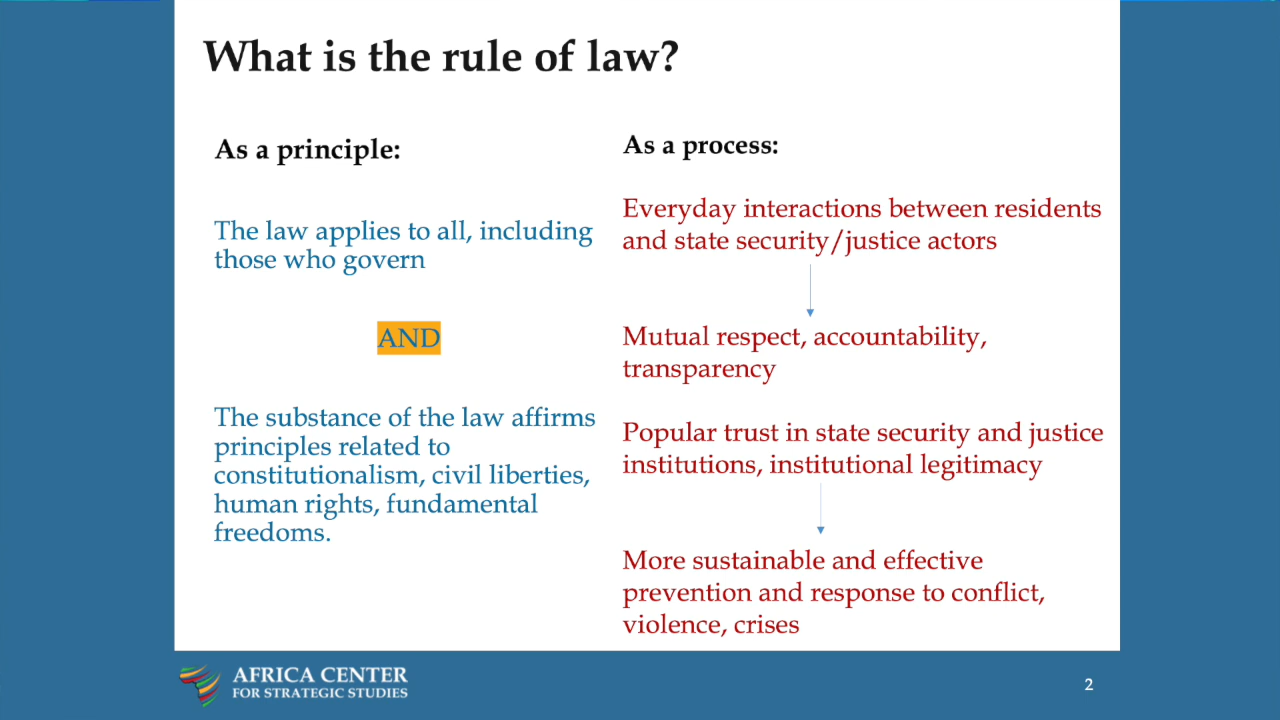 What is the rule of law?
As a principle:
The law applies to all, including
those who govern
AND
The substance of the law affirms
principles related to
constitutionalism, civil liberties,
human rights, fundamental
freedoms.
As a process:
Everyday interactions between residents
and state security/justice actors
Mutual respect, accountability,
transparency
Popular trust in state security and justice
institutions, institutional legitimacy
More sustainable and effective
prevention and response to conflict,
violence, crises
AFRICA CENTER
FOR STRATEGIC STUDIES
2